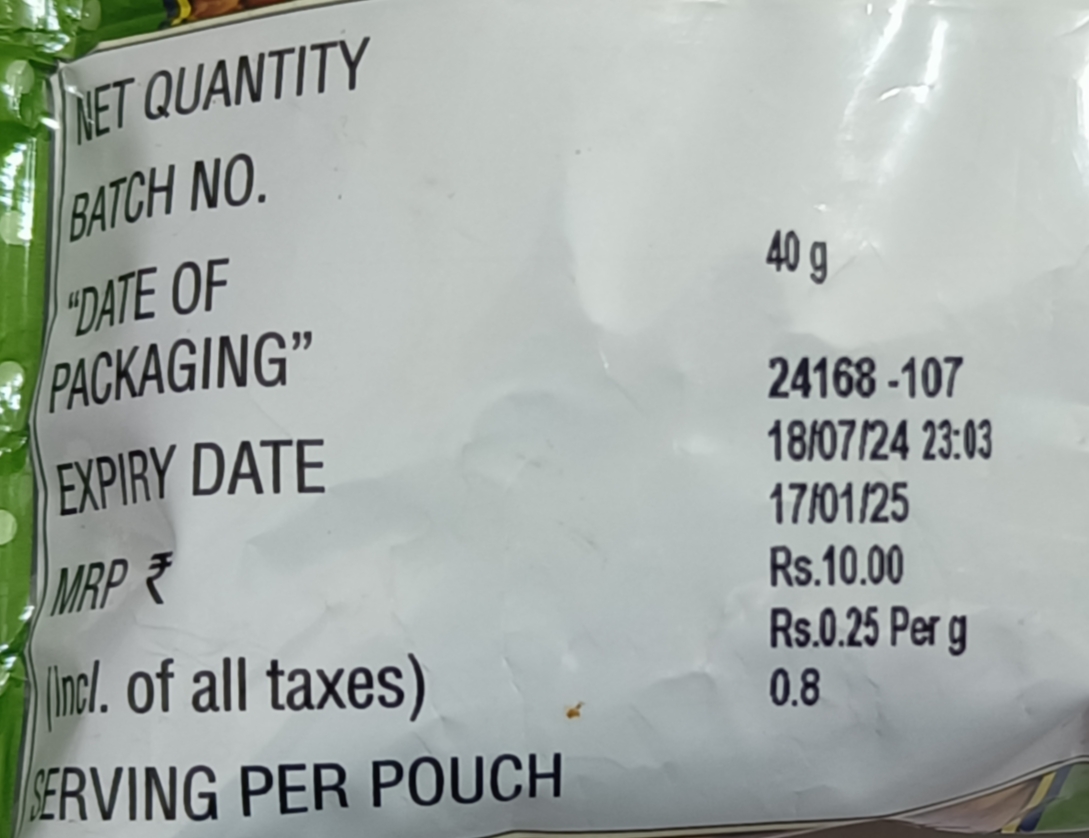 NET QUANTITY
BATCH NO.
“DATE OF
PACKAGING”
EXPIRY DATE
MRP ₹
(Incl. of all taxes)
SERVING PER POUCH
40 g
24168 -107
18/07/24 23:03
17/01/25
Rs.10.00
Rs.0.25 Per g
0.8